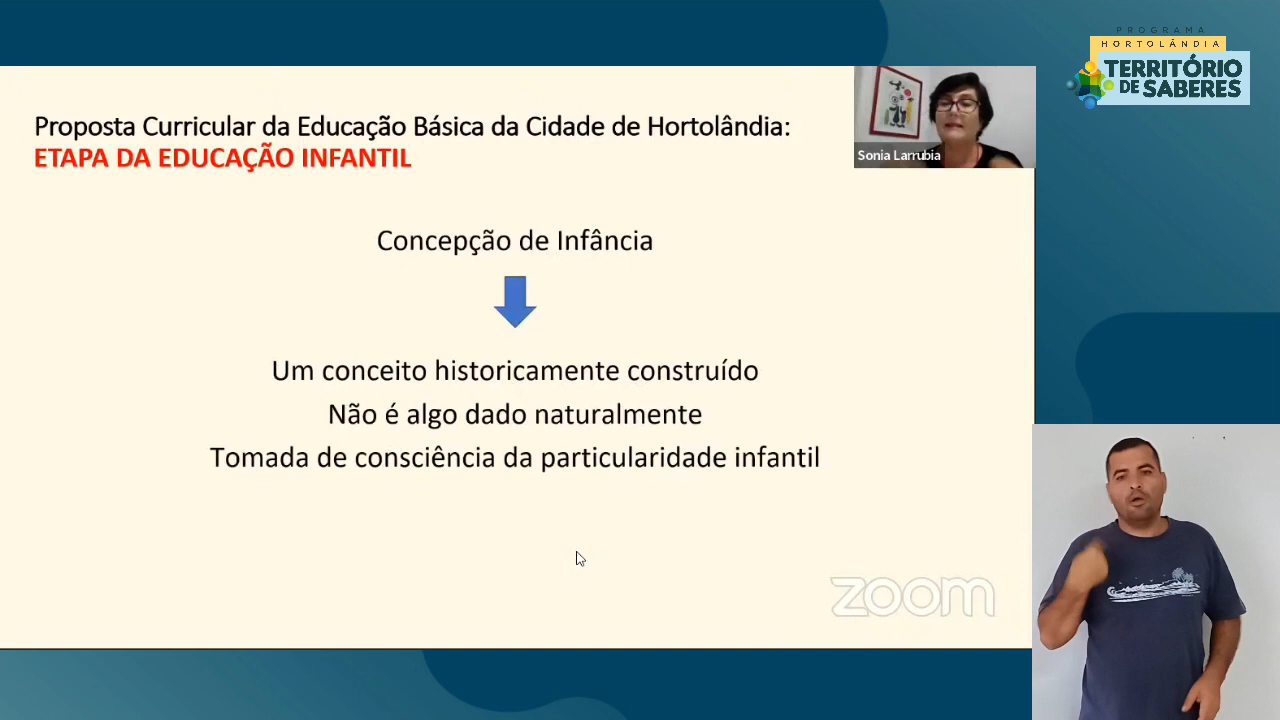 PROGRAMA
HORTOLÂNDIA
TERRITÓRIO
DE SABERES
Proposta Curricular da Educação Básica da Cidade de Hortolândia:
ETAPA DA EDUCAÇÃO INFANTIL
Sonia Larrubia
Concepção de Infância
Um conceito historicamente construído
Não é algo dado naturalmente
Tomada de consciência da particularidade infantil
zoom